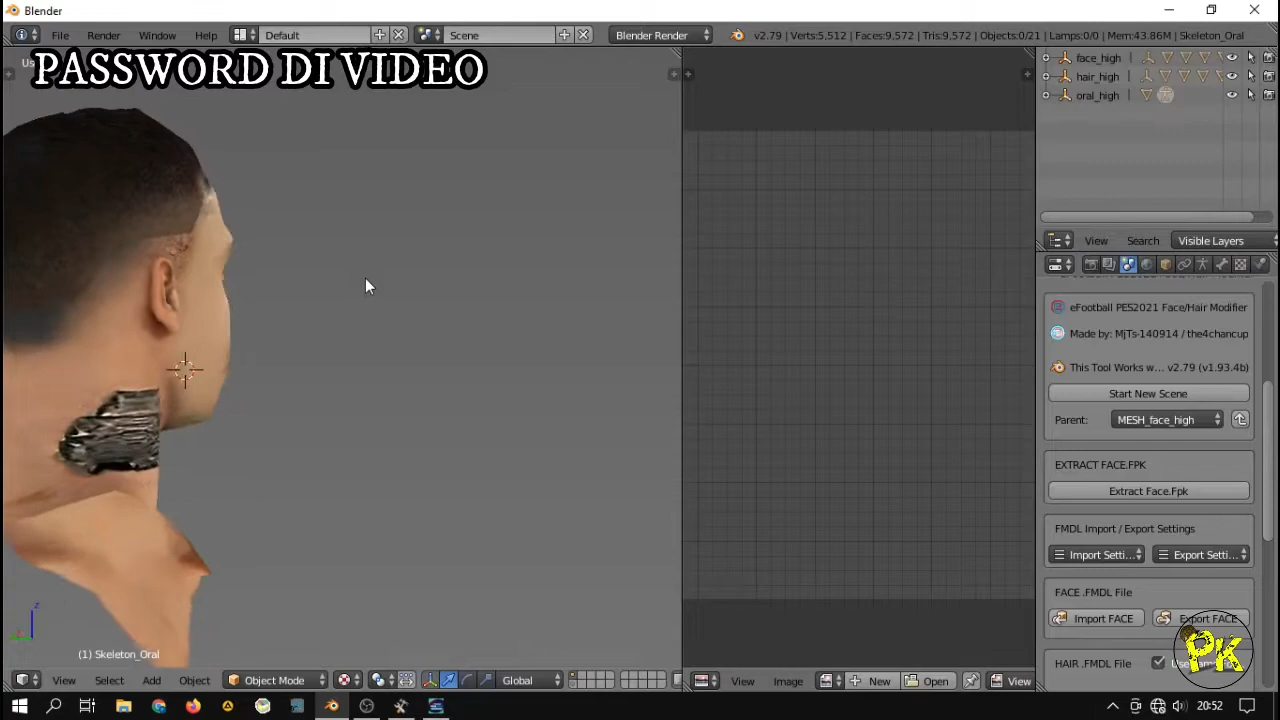 Blender
File Render Window Help Default Scene Blender Render v2.79 | Verts:5,512 | Faces:9,572 | Tris:9,572 | Objects:0/21 | Lamps:0/0 | Mem:43.86M | Skeleton_Oral
PASSWORD DI VIDEO
face_high
hair_high
oral_high
View Search Visible Layers
eFootball PES2021 Face/Hair Modifier
Made by: MjTs-140914 / the4chancup
This Tool Works w... v2.79 (v1.93.4b)
Start New Scene
Parent: MESH_face_high
EXTRACT FACE.FPK
Extract Face.Fpk
FMDL Import / Export Settings
Import Setti... Export Setti...
FACE .FMDL File
Import FACE Export FACE
HAIR .FMDL File
PK
z
(1) Skeleton_Oral
View Select Add Object Object Mode Global View Image New Open View
20:52